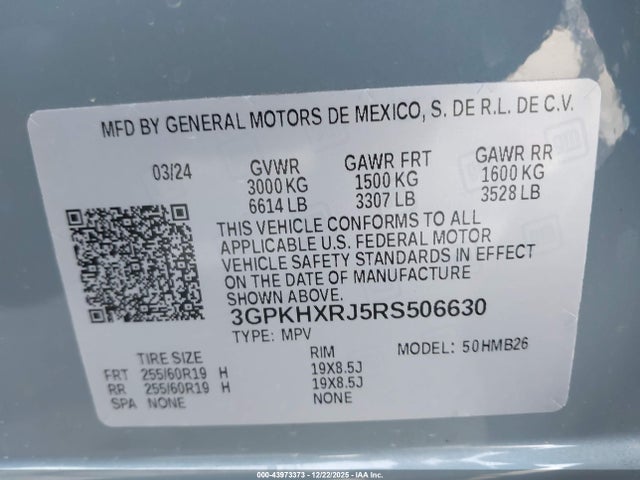 MFD BY GENERAL MOTORS DE MEXICO, S. DE R.L. DE C.V.
03/24 GVWR GAWR FRT GAWR RR
3000 KG 1500 KG 1600 KG
6614 LB 3307 LB 3528 LB
THIS VEHICLE CONFORMS TO ALL
APPLICABLE U.S. FEDERAL MOTOR
VEHICLE SAFETY STANDARDS IN EFFECT
ON THE DATE OF MANUFACTURE
SHOWN ABOVE.
3GPKHXRJ5RS506630
TYPE: MPV MODEL: 50HMB26
TIRE SIZE RIM
FRT 255/60R19 H 19X8.5J
RR 255/60R19 H 19X8.5J
SPA NONE NONE
000-43973373 - 12/22/2025 - IAA Inc.